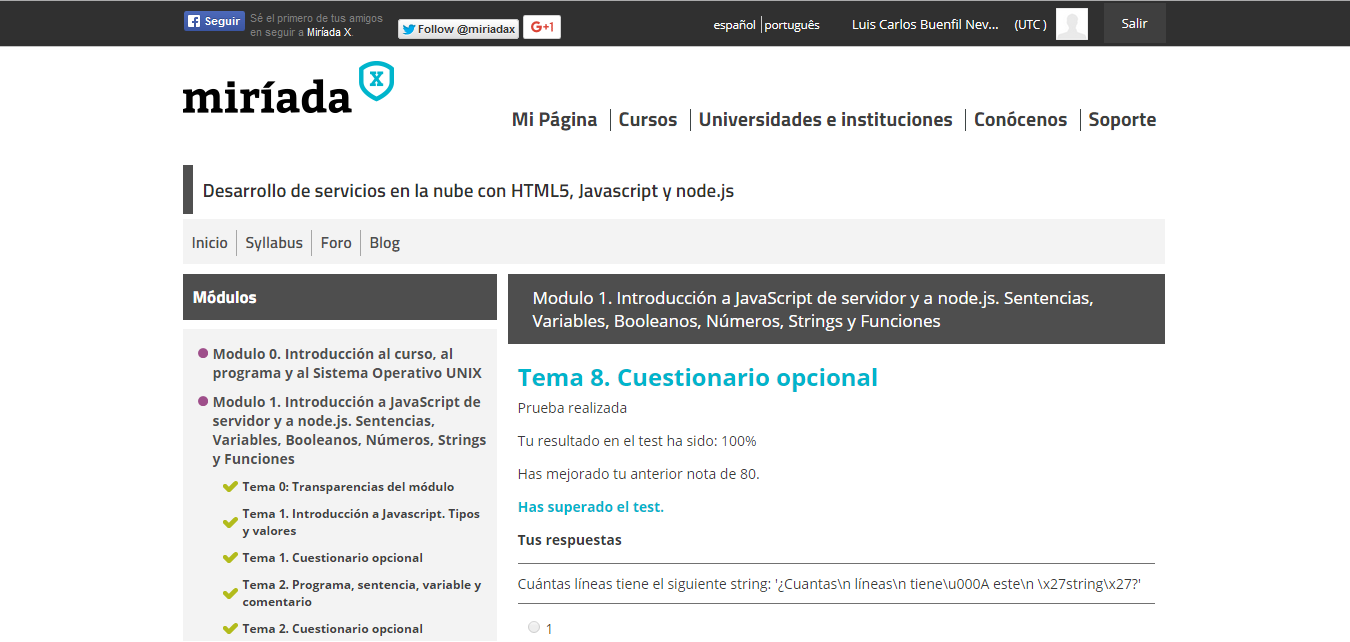 Seguir
Sé el primero de tus amigos
en seguir a Miríada X.
Follow @miriadax
G+1
español
português
Luis Carlos Buenfil Nev...
(UTC )
Salir
miríada X
Mi Página
Cursos
Universidades e instituciones
Conócenos
Soporte
Desarrollo de servicios en la nube con HTML5, Javascript y node.js
Inicio
Syllabus
Foro
Blog
Módulos
Modulo 0. Introducción al curso, al
programa y al Sistema Operativo UNIX
Modulo 1. Introducción a JavaScript de
servidor y a node.js. Sentencias,
Variables, Booleanos, Números, Strings
y Funciones
Tema 0: Transparencias del módulo
Tema 1. Introducción a Javascript. Tipos
y valores
Tema 1. Cuestionario opcional
Tema 2. Programa, sentencia, variable y
comentario
Tema 2. Cuestionario opcional
Modulo 1. Introducción a JavaScript de servidor y a node.js. Sentencias,
Variables, Booleanos, Números, Strings y Funciones
Tema 8. Cuestionario opcional
Prueba realizada
Tu resultado en el test ha sido: 100%
Has mejorado tu anterior nota de 80.
Has superado el test.
Tus respuestas
Cuántas líneas tiene el siguiente string: '¿Cuantas\n líneas\n tiene\u000A este\n \x27string\x27?'
1